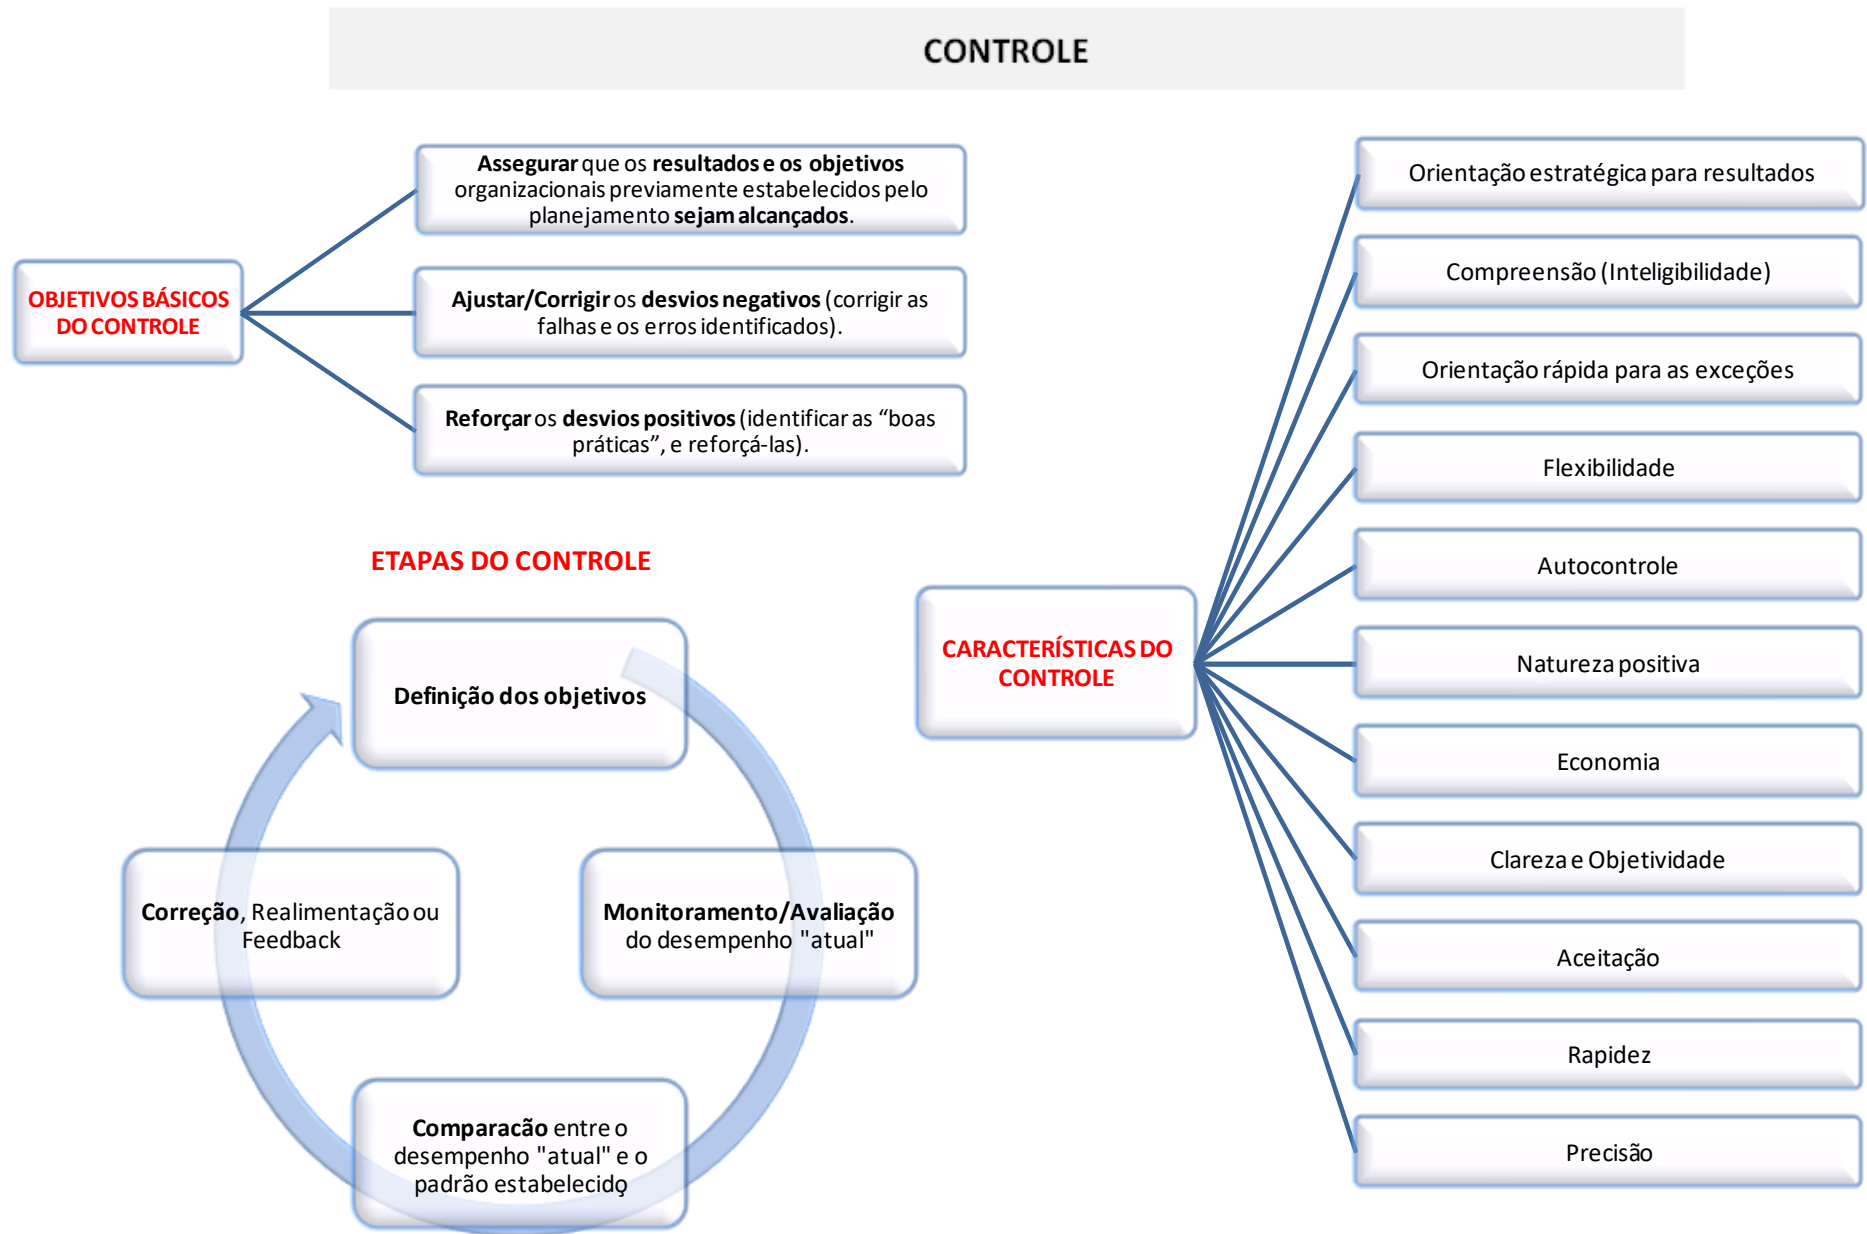 CONTROLE
OBJETIVOS BÁSICOS
DO CONTROLE
Assegurar que os resultados e os objetivos
organizacionais previamente estabelecidos pelo
planejamento sejam alcançados.
Ajustar/Corrigir os desvios negativos (corrigir as
falhas e os erros identificados).
Reforçar os desvios positivos (identificar as “boas
práticas”, e reforçá-las).
ETAPAS DO CONTROLE
Definição dos objetivos
Monitoramento/Avaliação
do desempenho "atual"
Comparacão entre o
desempenho "atual" e o
padrão estabelecido
Correção, Realimentação ou
Feedback
CARACTERÍSTICAS DO
CONTROLE
Orientação estratégica para resultados
Compreensão (Inteligibilidade)
Orientação rápida para as exceções
Flexibilidade
Autocontrole
Natureza positiva
Economia
Clareza e Objetividade
Aceitação
Rapidez
Precisão